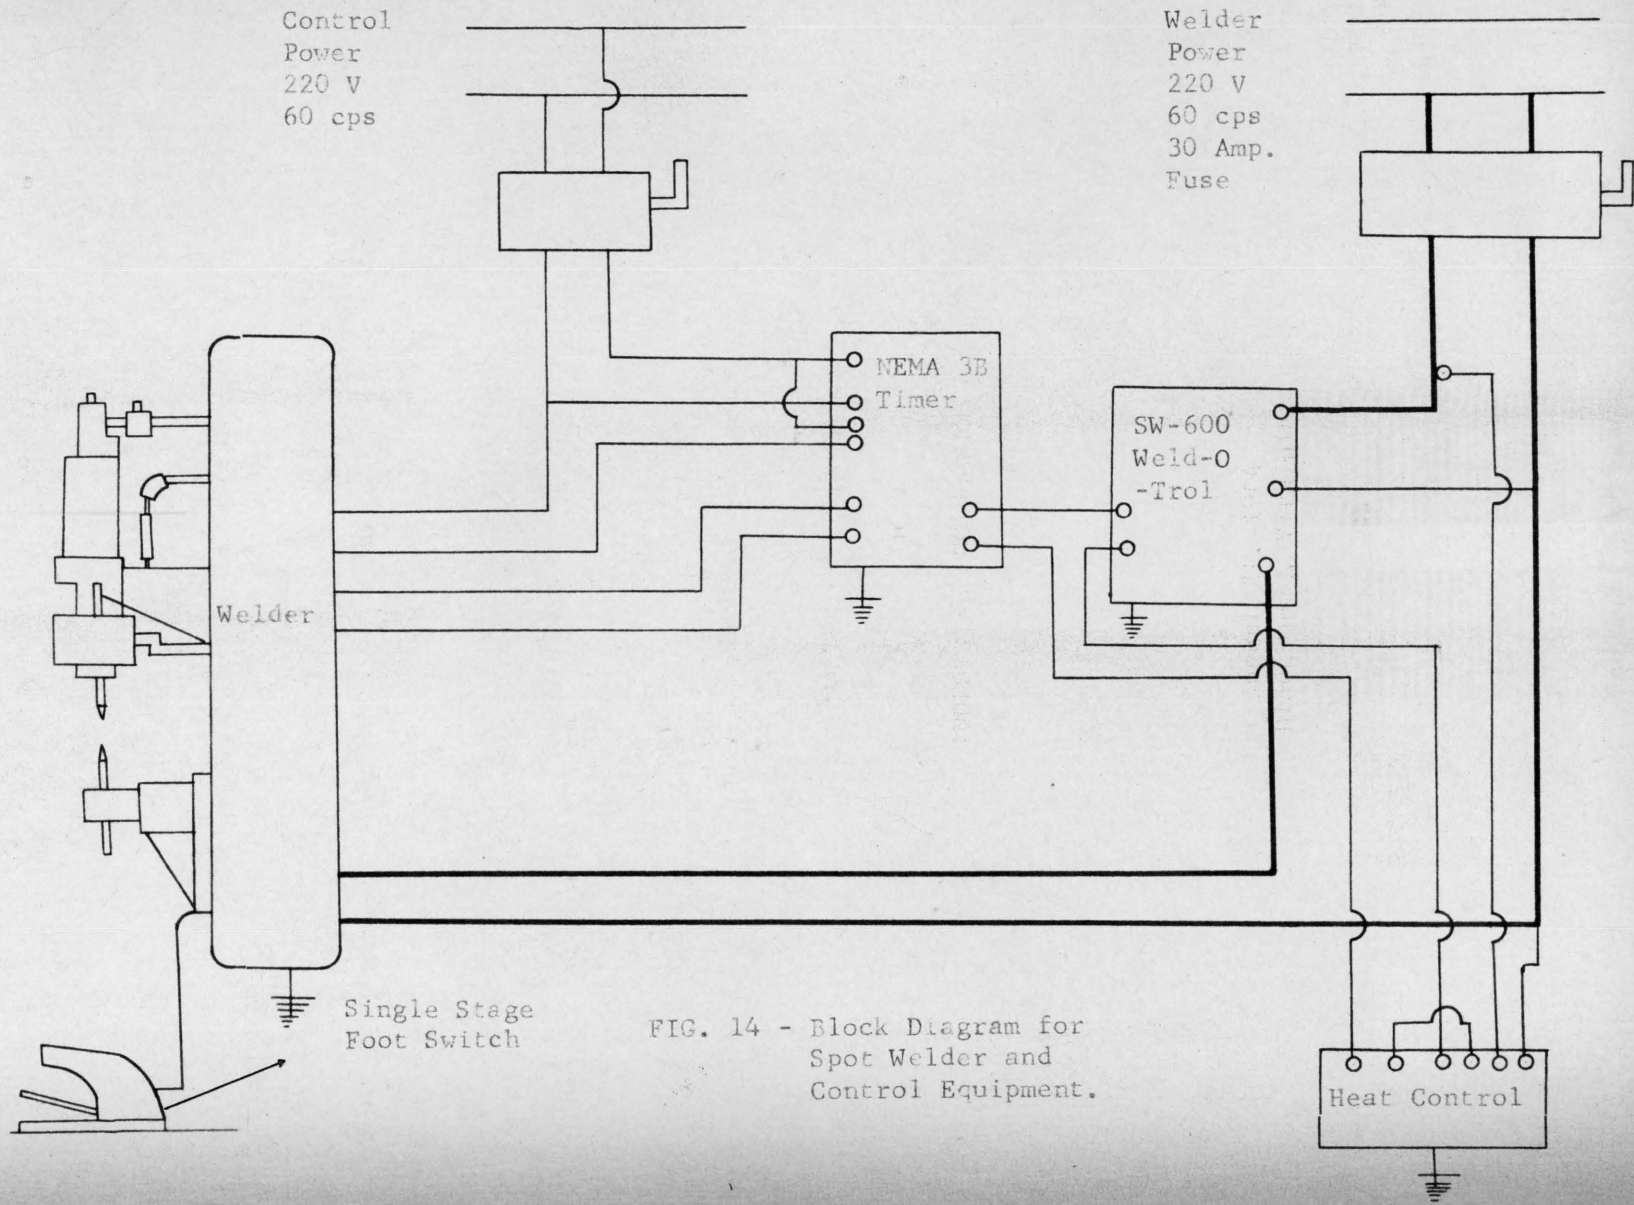 Control
Power
220 V
60 cps
Welder
Power
220 V
60 cps
30 Amp.
Fuse
NEMA 3B
Timer
SW-600
Weld-O
-Trol
Welder
Single Stage
Foot Switch
FIG. 14 - Block Diagram for
Spot Welder and
Control Equipment.
Heat Control